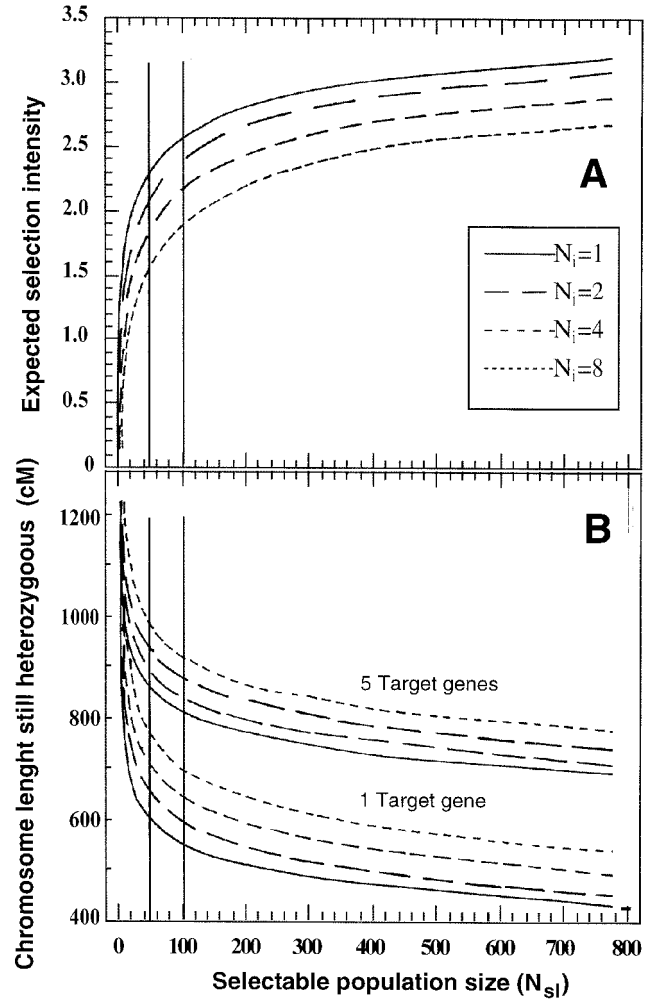 3.5
3.0
2.5
2.0
1.5
1.0
0.5
0
Expected selection intensity
A
Nᵢ=1
Nᵢ=2
Nᵢ=4
Nᵢ=8
Chromosome lenght still heterozygoous (cM)
B
1200
1000
800
600
400
5 Target genes
1 Target gene
0 100 200 300 400 500 600 700 800
Selectable population size (Nsl)